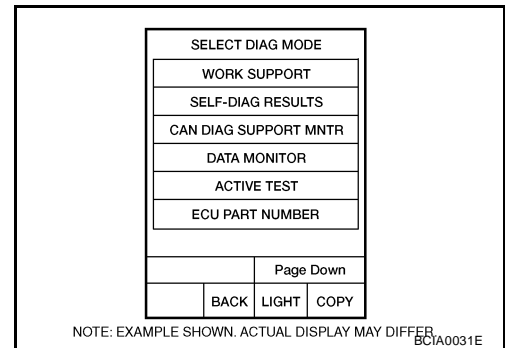 SELECT DIAG MODE
WORK SUPPORT
SELF-DIAG RESULTS
CAN DIAG SUPPORT MNTR
DATA MONITOR
ACTIVE TEST
ECU PART NUMBER
Page Down
BACK LIGHT COPY
NOTE: EXAMPLE SHOWN. ACTUAL DISPLAY MAY DIFFER.
BCIA0031E